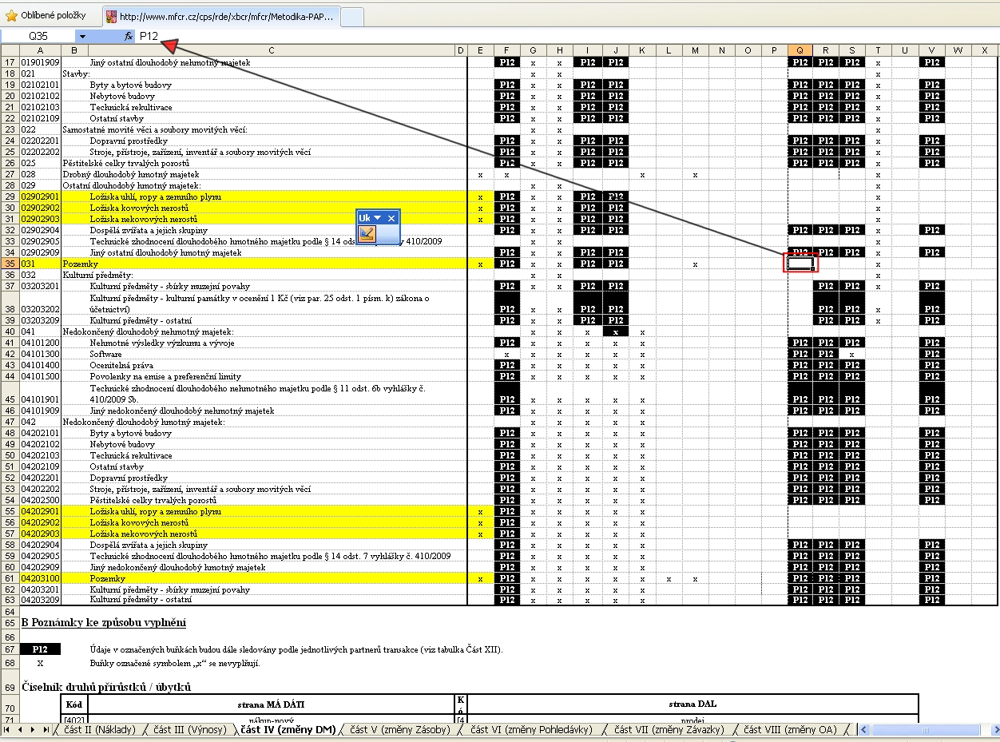 Oblíbené položky http://www.mfcr.cz/cps/rde/xbcr/mfcr/Metodika-PAP...
Q35 fx P12
A B C D E F G H I J K L M N O P Q R S T U V W X
17 01901909 Jiný ostatní dlouhodobý nehmotný majetek P12 x x P12 P12 P12 P12 P12 x P12
18 021 Stavby: x x x
19 02102101 Byty a bytové budovy P12 x x P12 P12 P12 P12 P12 x P12
20 02102102 Nebytové budovy P12 x x P12 P12 P12 P12 P12 x P12
21 02102103 Technická rekultivace P12 x x P12 P12 P12 P12 P12 x P12
22 02102109 Ostatní stavby P12 x x P12 P12 P12 P12 P12 x P12
23 022 Samostatné movité věci a soubory movitých věcí: x x x
24 02202201 Dopravní prostředky P12 x x P12 P12 P12 P12 P12 x P12
25 02202202 Stroje, přístroje, zařízení, inventář a soubory movitých věcí P12 x x P12 P12 P12 P12 P12 x P12
26 025 Pěstitelské celky trvalých porostů P12 x x P12 P12 P12 P12 P12 x P12
27 028 Drobný dlouhodobý hmotný majetek x x x x x
28 029 Ostatní dlouhodobý hmotný majetek: x x x
29 02902901 Ložiska uhlí, ropy a zemního plynu x P12 x x P12 P12 x
30 02902902 Ložiska kovových nerostů x P12 x x P12 P12 x
31 02902903 Ložiska nekovových nerostů x P12 x x P12 P12 x
Uk
32 02902904 Dospělá zvířata a jejich skupiny P12 x x P12 P12 P12 P12 P12 x P12
33 02902905 Technické zhodnocení dlouhodobého hmotného majetku podle § 14 odst. y 410/2009 x x x
34 02902909 Jiný ostatní dlouhodobý hmotný majetek P12 x x P12 P12 P12 P12 P12 x P12
35 031 Pozemky x P12 x x P12 P12 x x
36 032 Kulturní předměty: x x x
37 03203201 Kulturní předměty - sbírky muzejní povahy P12 x x P12 P12 P12 P12 x P12
Kulturní předměty - kulturní památky v ocenění 1 Kč (viz par. 25 odst. 1 písm. k) zákona o
38 03203202 účetnictví) P12 x x P12 P12 P12 P12 x P12
39 03203209 Kulturní předměty - ostatní P12 x x P12 P12 P12 P12 x P12
40 041 Nedokončený dlouhodobý nehmotný majetek: x x x x x
41 04101200 Nehmotné výsledky výzkumu a vývoje P12 x x x x x P12 P12 P12 P12
42 04101300 Software x x x x x x P12 P12 x P12
43 04101400 Ocenitelná práva P12 x x x x x P12 P12 P12 P12
44 04101500 Povolenky na emise a preferenční limity P12 x x x x x P12 P12 P12 P12
Technické zhodnocení dlouhodobého nehmotného majetku podle § 11 odst. 6b vyhlášky č.
45 04101901 410/2009 Sb. P12 x x x x x P12 P12 P12 P12
46 04101909 Jiný nedokončený dlouhodobý nehmotný majetek P12 x x x x x P12 P12 P12 P12
47 042 Nedokončený dlouhodobý hmotný majetek: x x x x x
48 04202101 Byty a bytové budovy P12 x x x x x P12 P12 P12 P12
49 04202102 Nebytové budovy P12 x x x x x P12 P12 P12 P12
50 04202103 Technická rekultivace P12 x x x x x P12 P12 P12 P12
51 04202109 Ostatní stavby P12 x x x x x P12 P12 P12 P12
52 04202201 Dopravní prostředky P12 x x x x x P12 P12 P12 P12
53 04202202 Stroje, přístroje, zařízení, inventář a soubory movitých věcí P12 x x x x x P12 P12 P12 P12
54 04202500 Pěstitelské celky trvalých porostů P12 x x x x x P12 P12 P12 P12
55 04202901 Ložiska uhlí, ropy a zemního plynu x P12 x x x x x
56 04202902 Ložiska kovových nerostů x P12 x x x x x
57 04202903 Ložiska nekovových nerostů x P12 x x x x x
58 04202904 Dospělá zvířata a jejich skupiny P12 x x x x x P12 P12 P12 P12
59 04202905 Technické zhodnocení dlouhodobého hmotného majetku podle § 14 odst. 7 vyhlášky č. 410/2009 P12 x x x x x P12 P12 P12 P12
60 04202909 Jiný nedokončený dlouhodobý hmotný majetek P12 x x x x x P12 P12 P12 P12
61 04203100 Pozemky x P12 x x x x x x x P12 P12 P12 P12
62 04203201 Kulturní předměty - sbírky muzejní povahy P12 x x x x x P12 P12 P12 P12
63 04203209 Kulturní předměty - ostatní P12 x x x x x P12 P12 P12 P12
64
65 B Poznámky ke způsobu vyplnění
66
67 P12 Údaje v označených buňkách budou dále sledovány podle jednotlivých partnerů transakce (viz tabulka Část XII).
68 X Buňky označené symbolem „x“ se nevyplňují.
69 Číselník druhů přírůstků / úbytků
70 Kód strana MÁ DÁTI K ó strana DAL
71 [402] nákup-nový [4 prodej
část II (Náklady) část III (Výnosy) část IV (změny DM) část V (změny Zásoby) část VI (změny Pohledávky) část VII (změny Závazky) část VIII (změny OA)